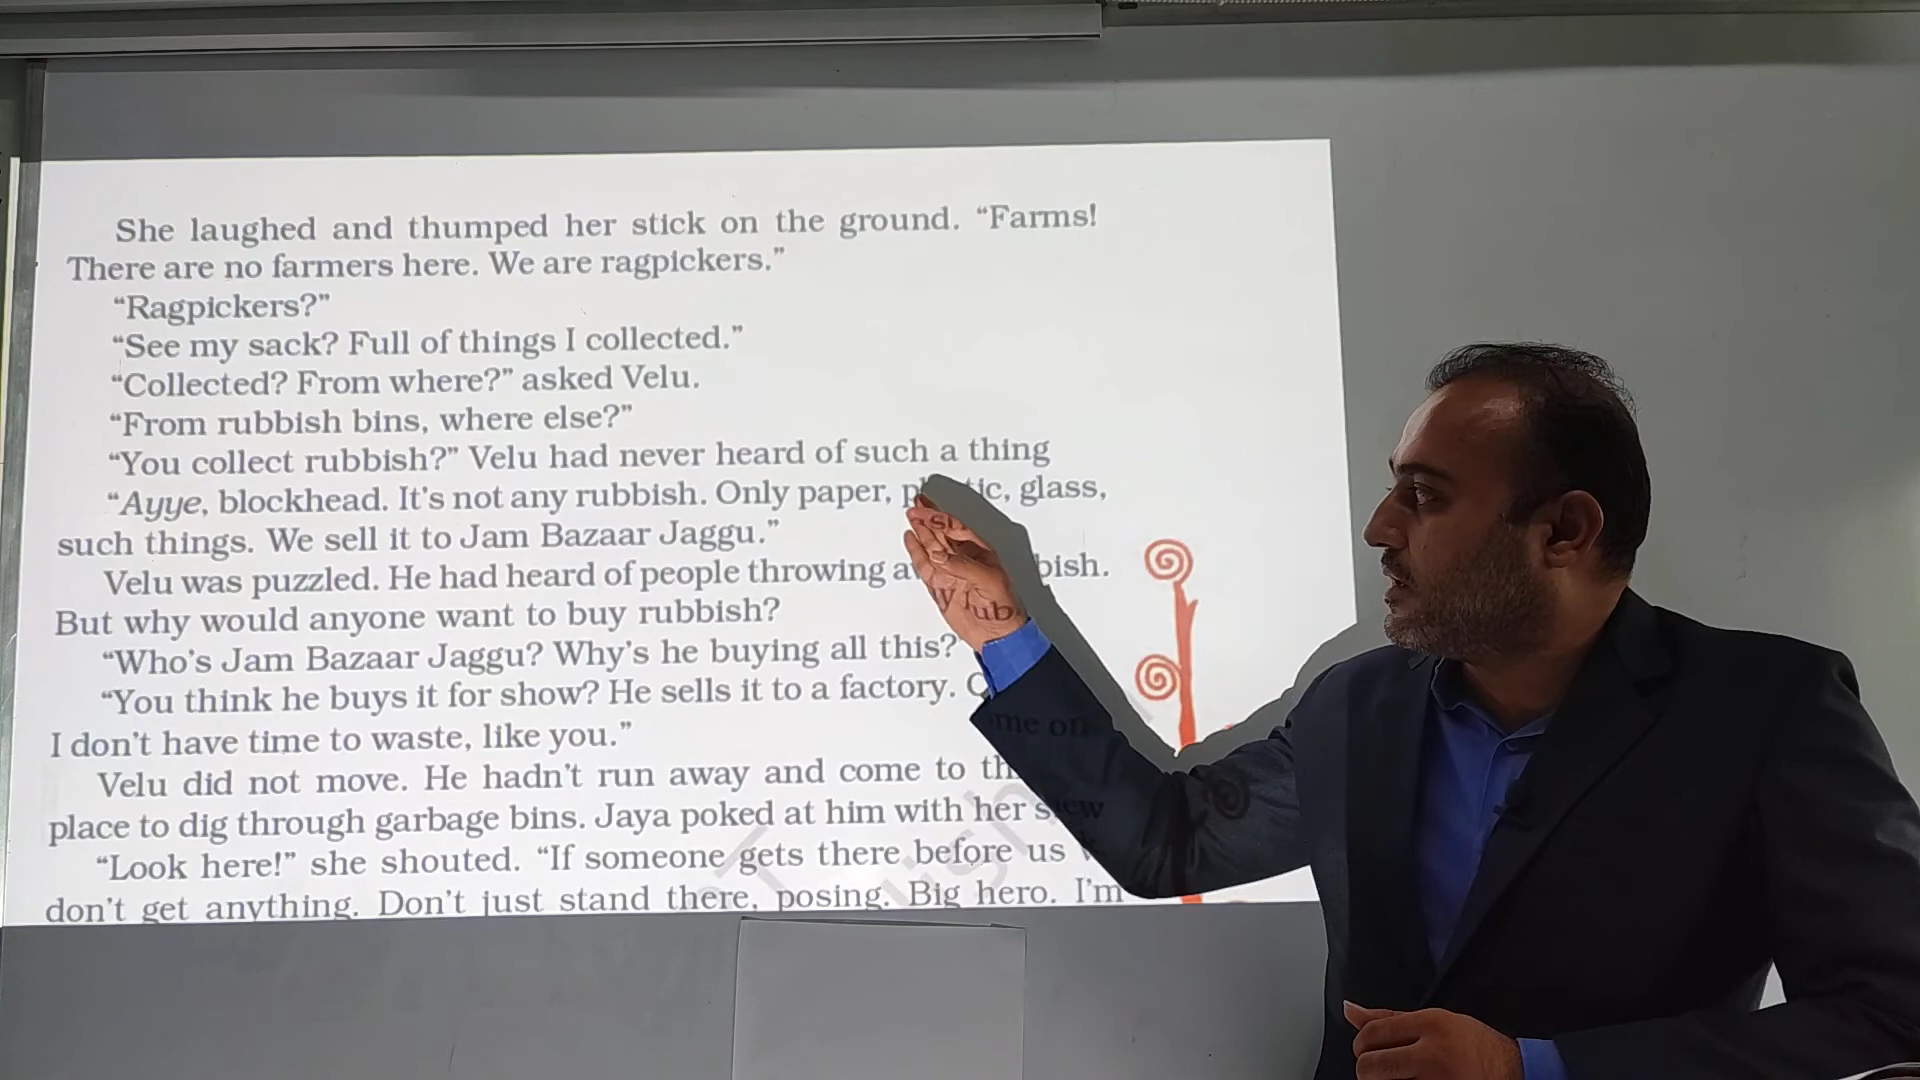 She laughed and thumped her stick on the ground. “Farms!
There are no farmers here. We are ragpickers.”
“Ragpickers?”
“See my sack? Full of things I collected.”
“Collected? From where?” asked Velu.
“From rubbish bins, where else?”
“You collect rubbish?” Velu had never heard of such a thing
“Ayye, blockhead. It's not any rubbish. Only paper, plastic, glass,
such things. We sell it to Jam Bazaar Jaggu.”
Velu was puzzled. He had heard of people throwing away rubbish.
But why would anyone want to buy rubbish?
“Who's Jam Bazaar Jaggu? Why's he buying all this?
“You think he buys it for show? He sells it to a factory. Come on
I don't have time to waste, like you.”
Velu did not move. He hadn't run away and come to
place to dig through garbage bins. Jaya poked at him with her
“Look here!” she shouted. “If someone gets there before us
don't get anything. Don't just stand there, posing. Big hero. I'm